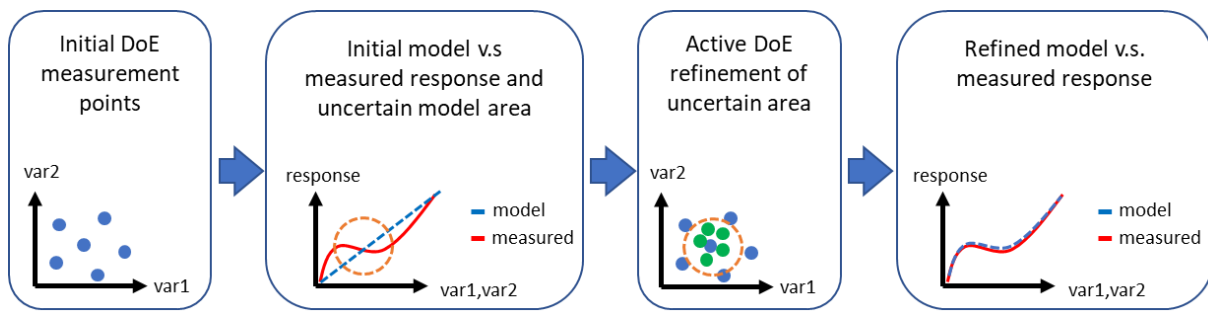 Initial DoE
measurement
points
var2
var1
Initial model v.s
measured response and
uncertain model area
response
model
measured
var1,var2
Active DoE
refinement of
uncertain area
var2
var1
Refined model v.s.
measured response
response
model
measured
var1,var2